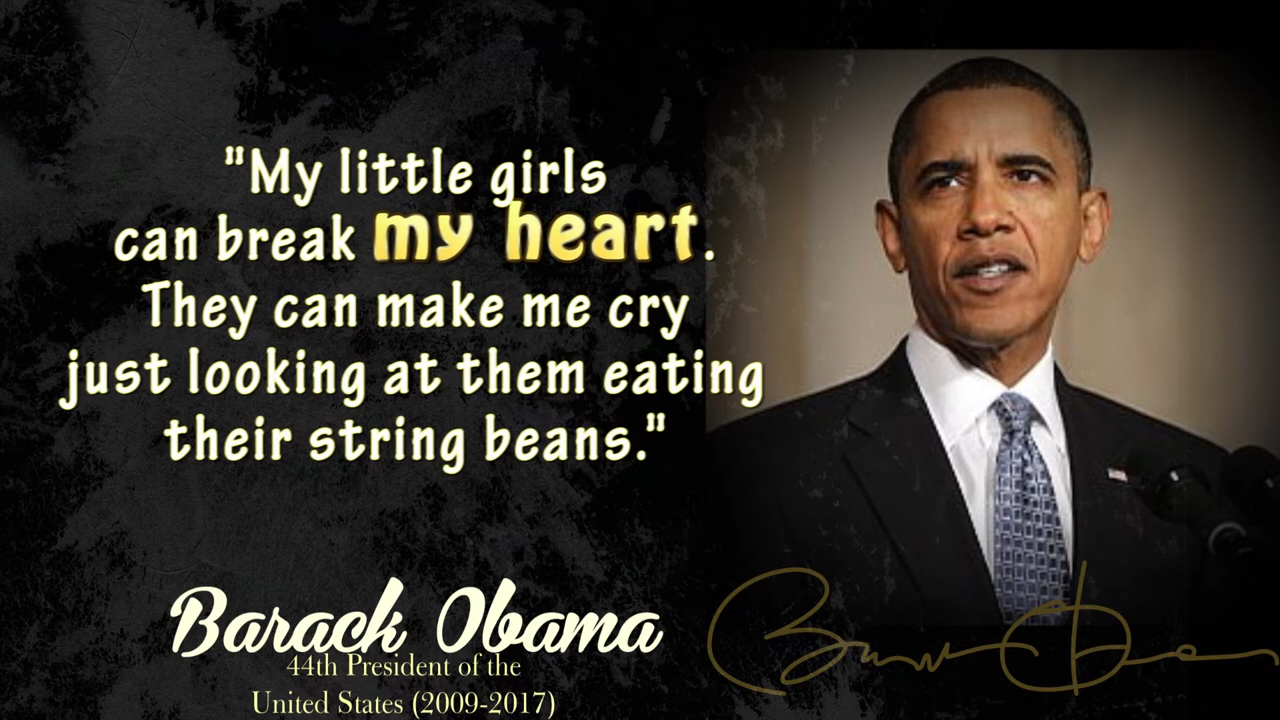 "My little girls
can break my heart.
They can make me cry
just looking at them eating
their string beans."
Barack Obama
44th President of the
United States (2009-2017)